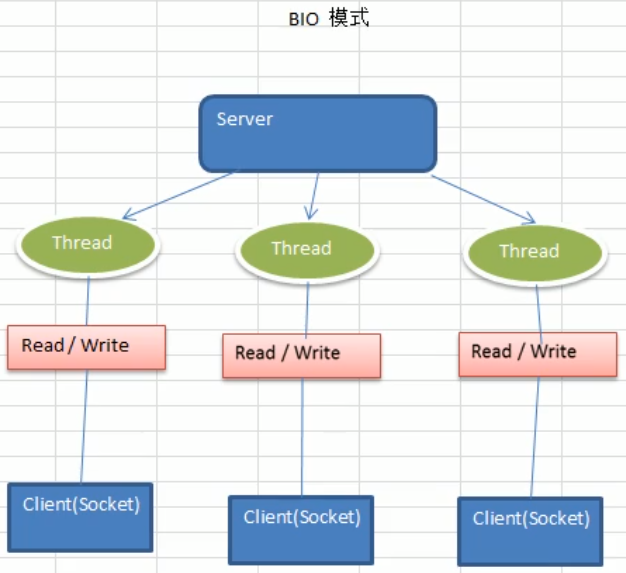 BIO 模式
Server
Thread
Thread
Thread
Read / Write
Read / Write
Read / Write
Client(Socket)
Client(Socket)
Client(Socket)